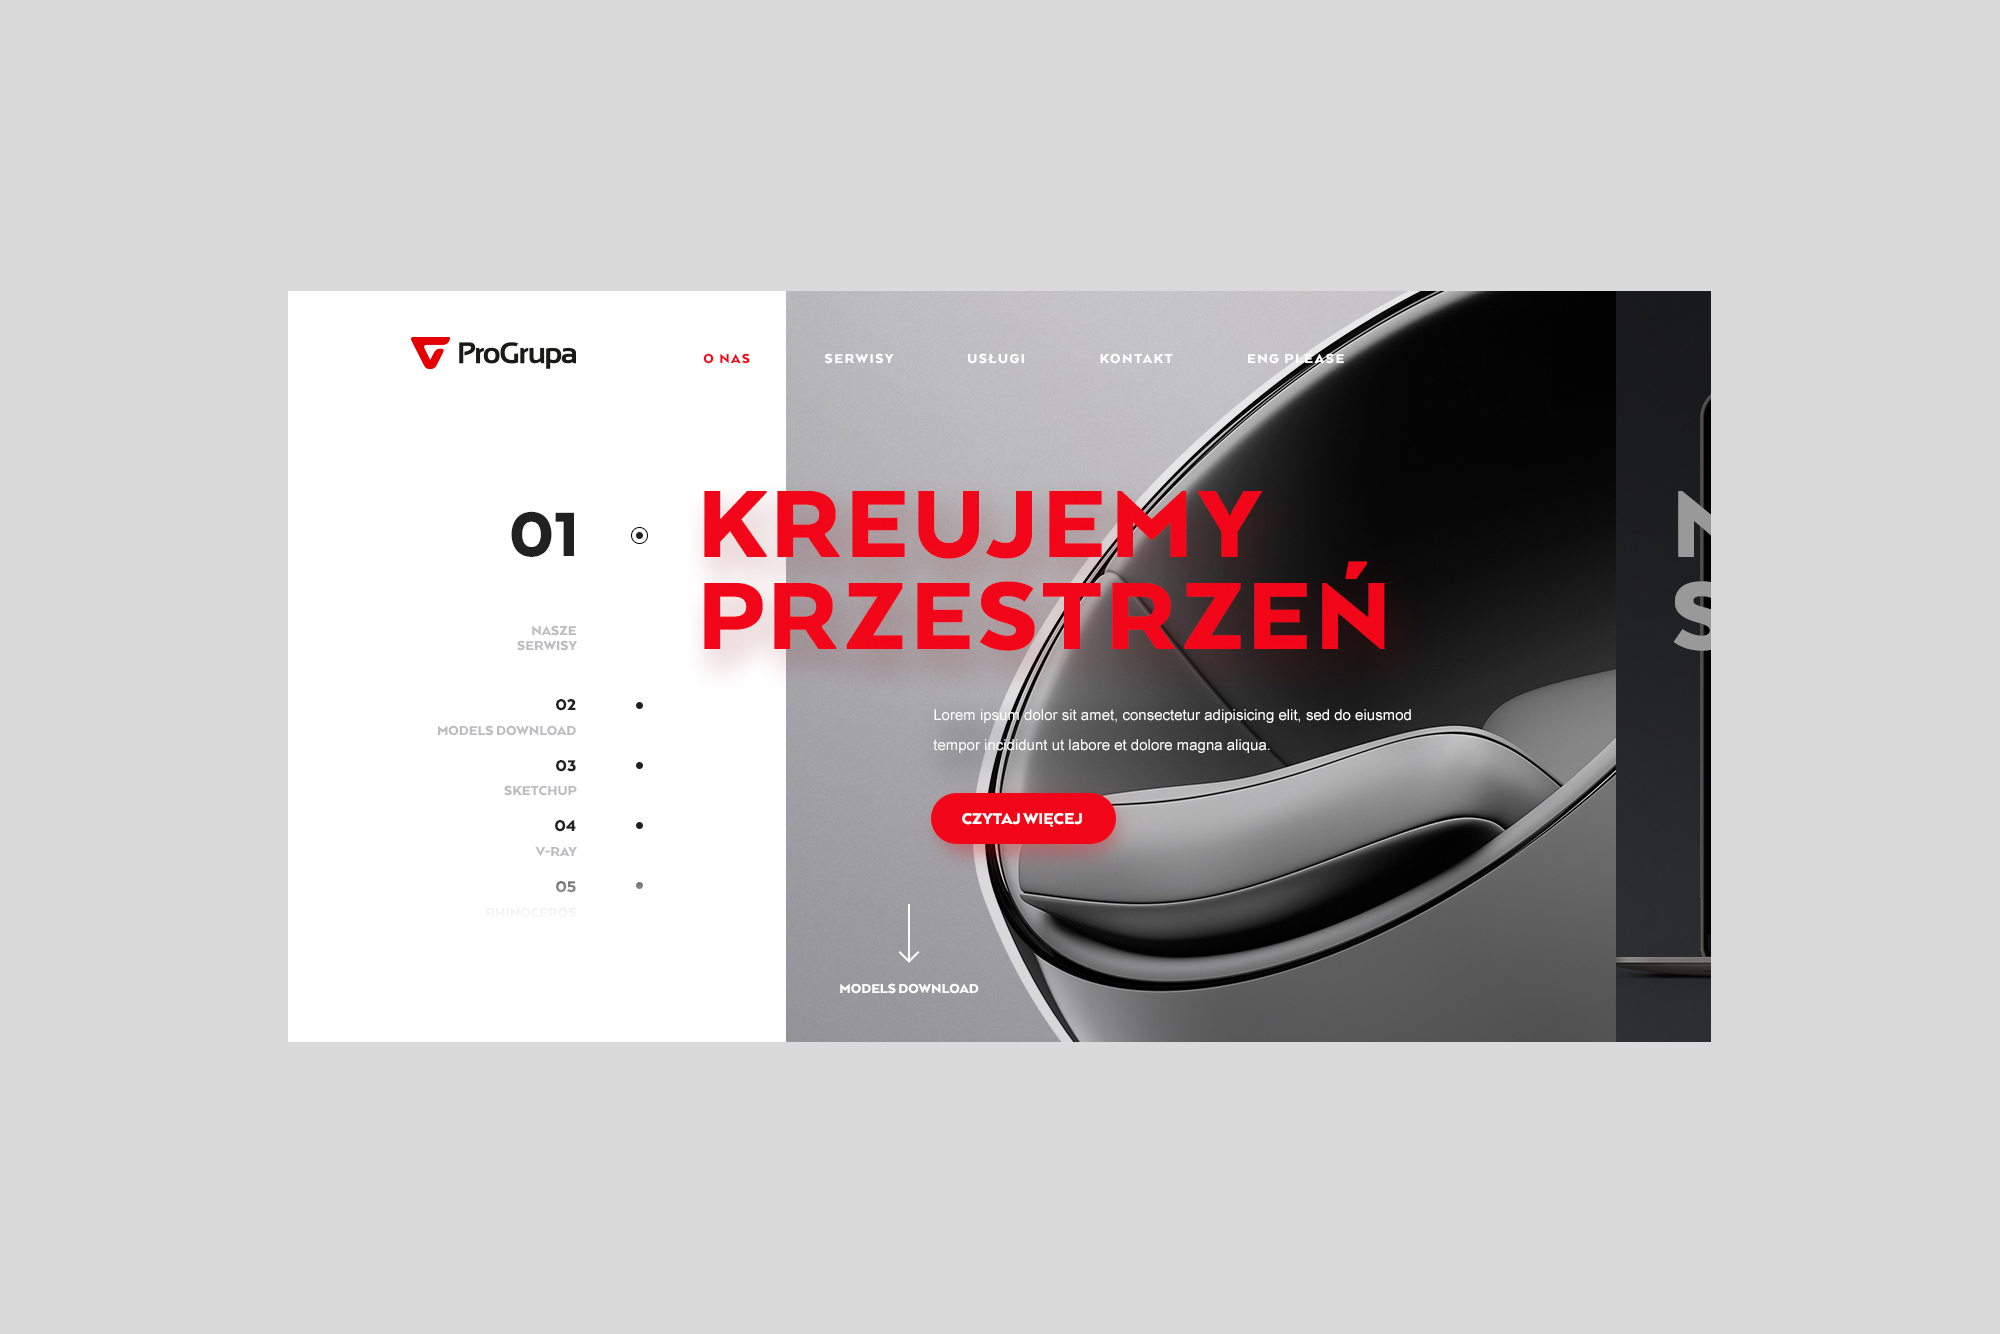 ProGrupa
O NAS
SERWISY
USŁUGI
KONTAKT
ENG PLEASE
01
KREUJEMY
PRZESTRZEŃ
NASZE
SERWISY
02
MODELS DOWNLOAD
03
SKETCHUP
04
V-RAY
05
RHINOCEROS
Lorem ipsum dolor sit amet, consectetur adipisicing elit, sed do eiusmod
tempor incididunt ut labore et dolore magna aliqua.
CZYTAJ WIĘCEJ
MODELS DOWNLOAD